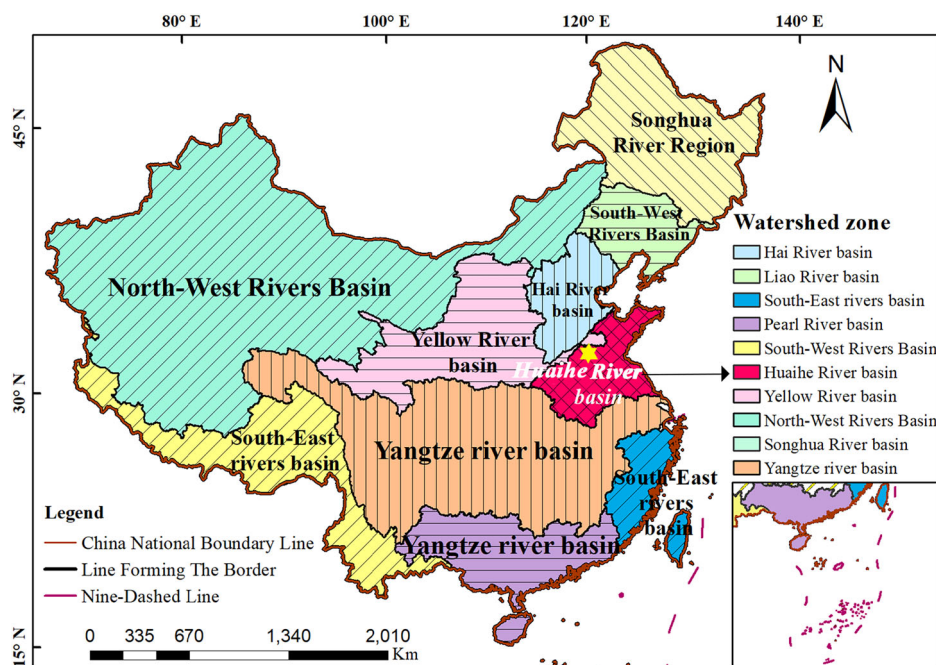 80° E
100° E
120° E
140° E
N
45° N
30° N
15° N
Songhua
River Region
South-West
Rivers Basin
North-West Rivers Basin
Hai River
basin
Yellow River
basin
Huaihe River
basin
South-East
rivers basin
Yangtze river basin
South-East
rivers
basin
Yangtze river basin
Watershed zone
Hai River basin
Liao River basin
South-East rivers basin
Pearl River basin
South-West Rivers Basin
Huaihe River basin
Yellow River basin
North-West Rivers Basin
Songhua River basin
Yangtze river basin
Legend
China National Boundary Line
Line Forming The Border
Nine-Dashed Line
0 335 670 1,340 2,010
Km